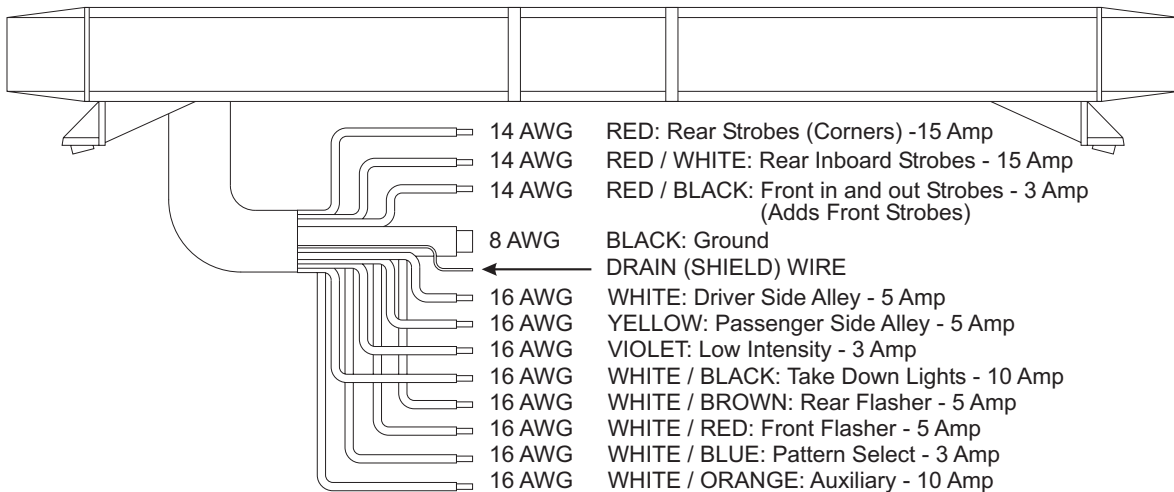 14 AWG RED: Rear Strobes (Corners) -15 Amp
14 AWG RED / WHITE: Rear Inboard Strobes - 15 Amp
14 AWG RED / BLACK: Front in and out Strobes - 3 Amp
(Adds Front Strobes)
8 AWG BLACK: Ground
DRAIN (SHIELD) WIRE
16 AWG WHITE: Driver Side Alley - 5 Amp
16 AWG YELLOW: Passenger Side Alley - 5 Amp
16 AWG VIOLET: Low Intensity - 3 Amp
16 AWG WHITE / BLACK: Take Down Lights - 10 Amp
16 AWG WHITE / BROWN: Rear Flasher - 5 Amp
16 AWG WHITE / RED: Front Flasher - 5 Amp
16 AWG WHITE / BLUE: Pattern Select - 3 Amp
16 AWG WHITE / ORANGE: Auxiliary - 10 Amp